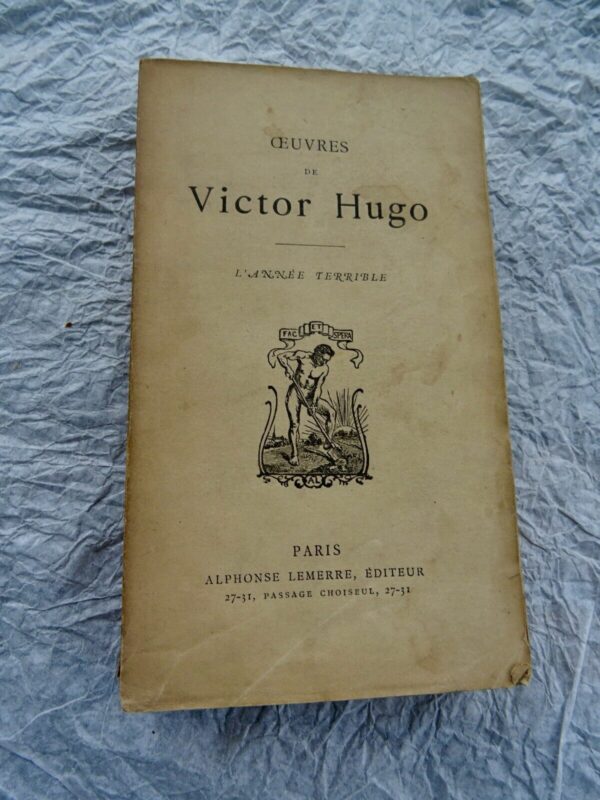 ŒUVRES
DE
Victor Hugo
L'ANNÉE TERRIBLE
FAC ET SPERA
AL
PARIS
ALPHONSE LEMERRE, ÉDITEUR
27-31, PASSAGE CHOISEUL, 27-31